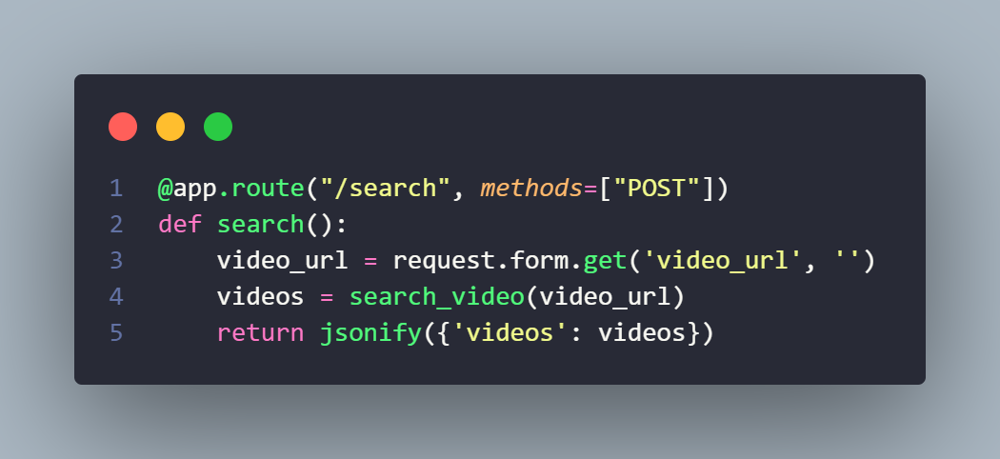 1 @app.route("/search", methods=["POST"])
2 def search():
3     video_url = request.form.get('video_url', '')
4     videos = search_video(video_url)
5     return jsonify({'videos': videos})